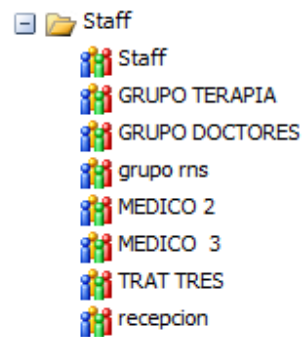 Staff
Staff
GRUPO TERAPIA
GRUPO DOCTORES
grupo rns
MEDICO 2
MEDICO  3
TRAT TRES
recepcion